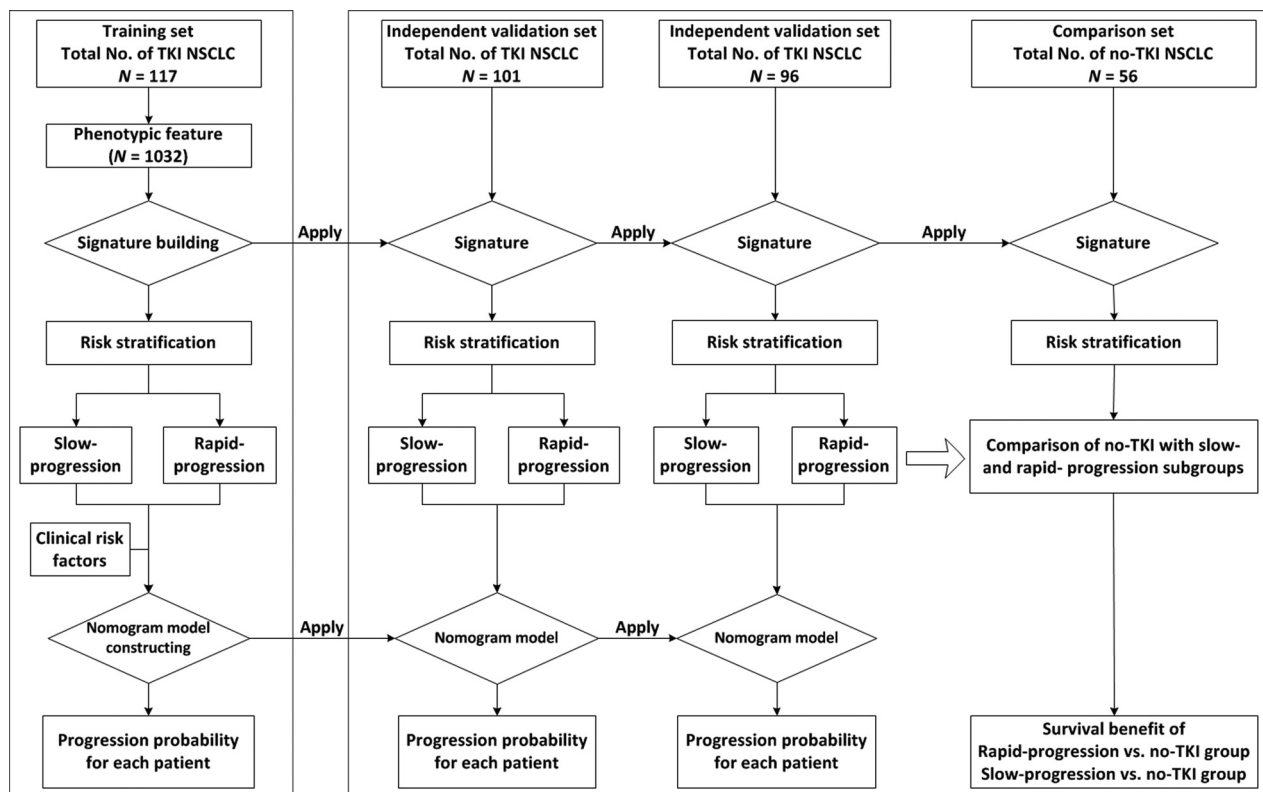 Training set
Total No. of TKI NSCLC
N = 117
Phenotypic feature
(N = 1032)
Signature building
Risk stratification
Slow-
progression
Rapid-
progression
Clinical risk
factors
Nomogram model
constructing
Progression probability
for each patient
Apply
Apply
Independent validation set
Total No. of TKI NSCLC
N = 101
Signature
Risk stratification
Slow-
progression
Rapid-
progression
Nomogram model
Progression probability
for each patient
Apply
Apply
Independent validation set
Total No. of TKI NSCLC
N = 96
Signature
Risk stratification
Slow-
progression
Rapid-
progression
Nomogram model
Progression probability
for each patient
Apply
Comparison set
Total No. of no-TKI NSCLC
N = 56
Signature
Risk stratification
Comparison of no-TKI with slow-
and rapid- progression subgroups
Survival benefit of
Rapid-progression vs. no-TKI group
Slow-progression vs. no-TKI group